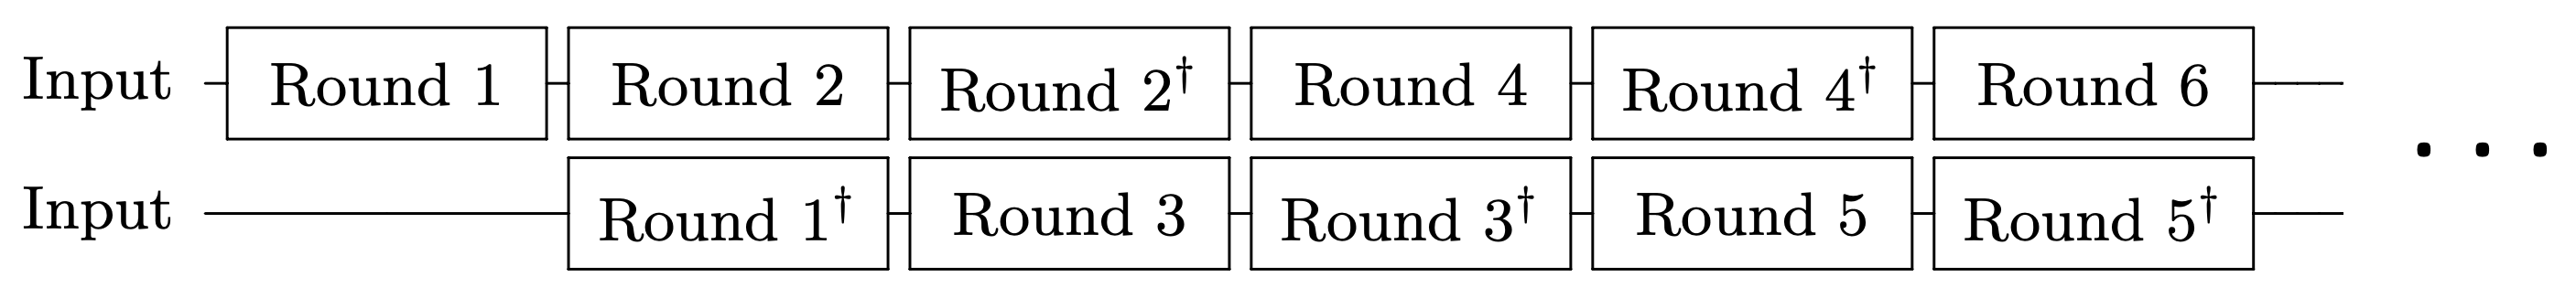 Input Round 1 Round 2 Round 2† Round 4 Round 4† Round 6
Input Round 1† Round 3 Round 3† Round 5 Round 5†
. . .